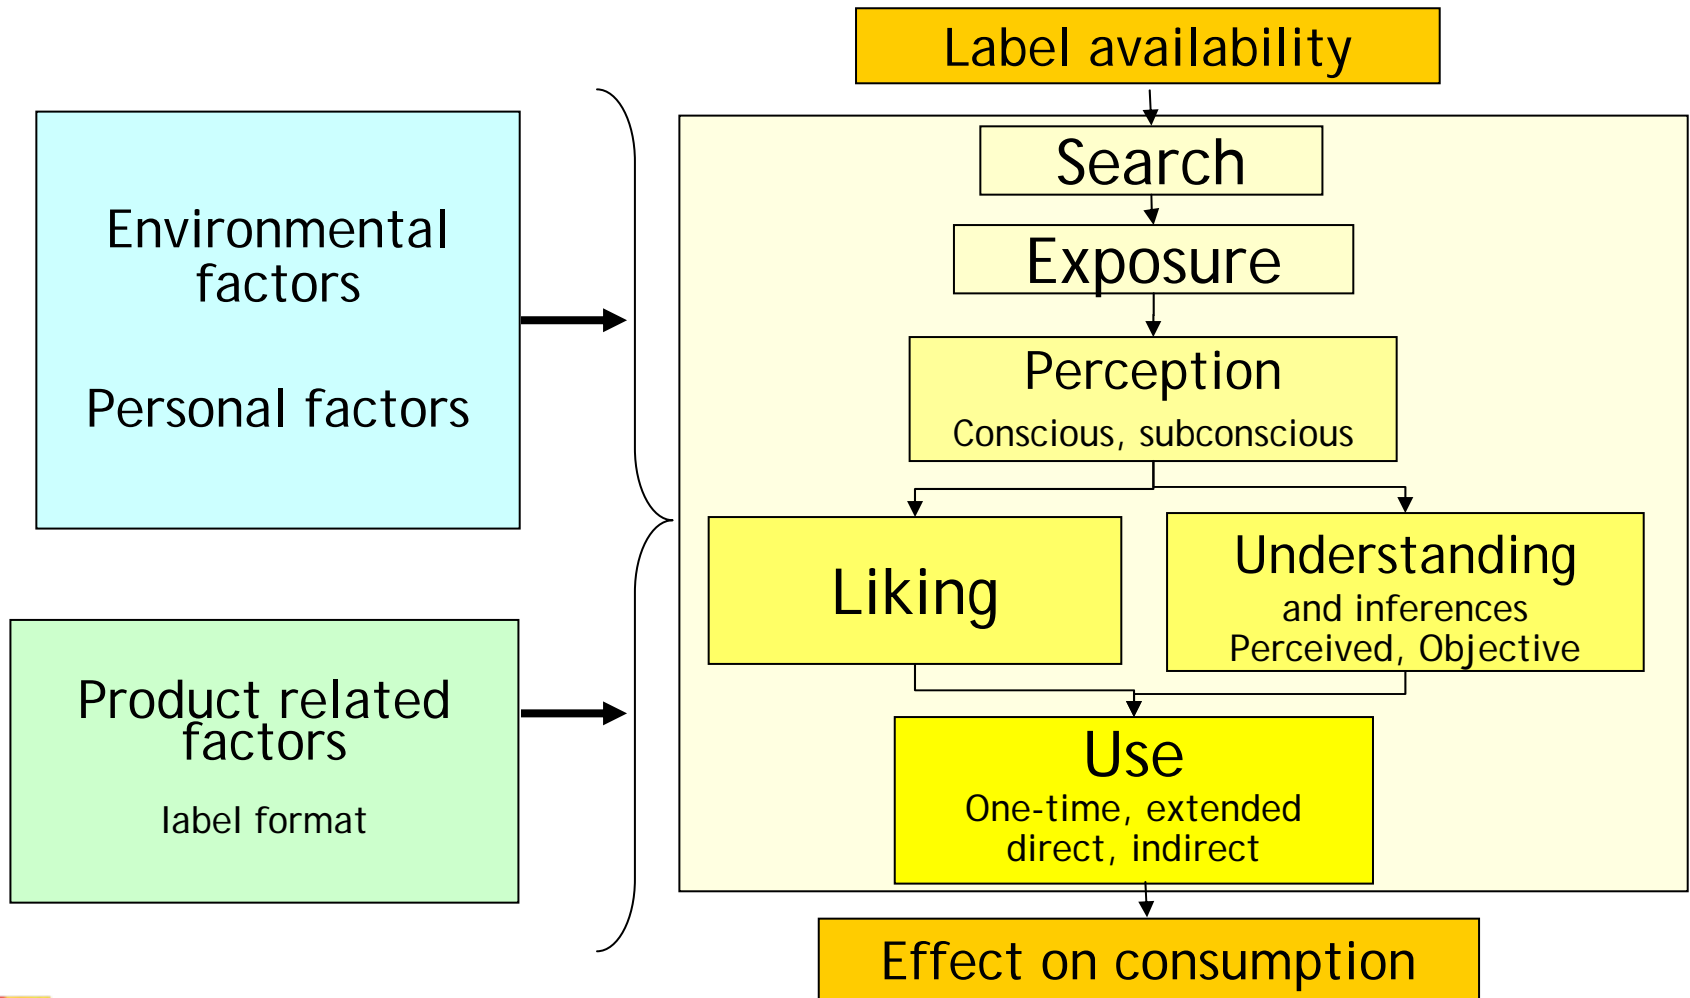 Label availability
Search
Exposure
Perception
Conscious, subconscious
Liking
Understanding
and inferences
Perceived, Objective
Use
One-time, extended
direct, indirect
Effect on consumption
Environmental
factors
Personal factors
Product related
factors
label format